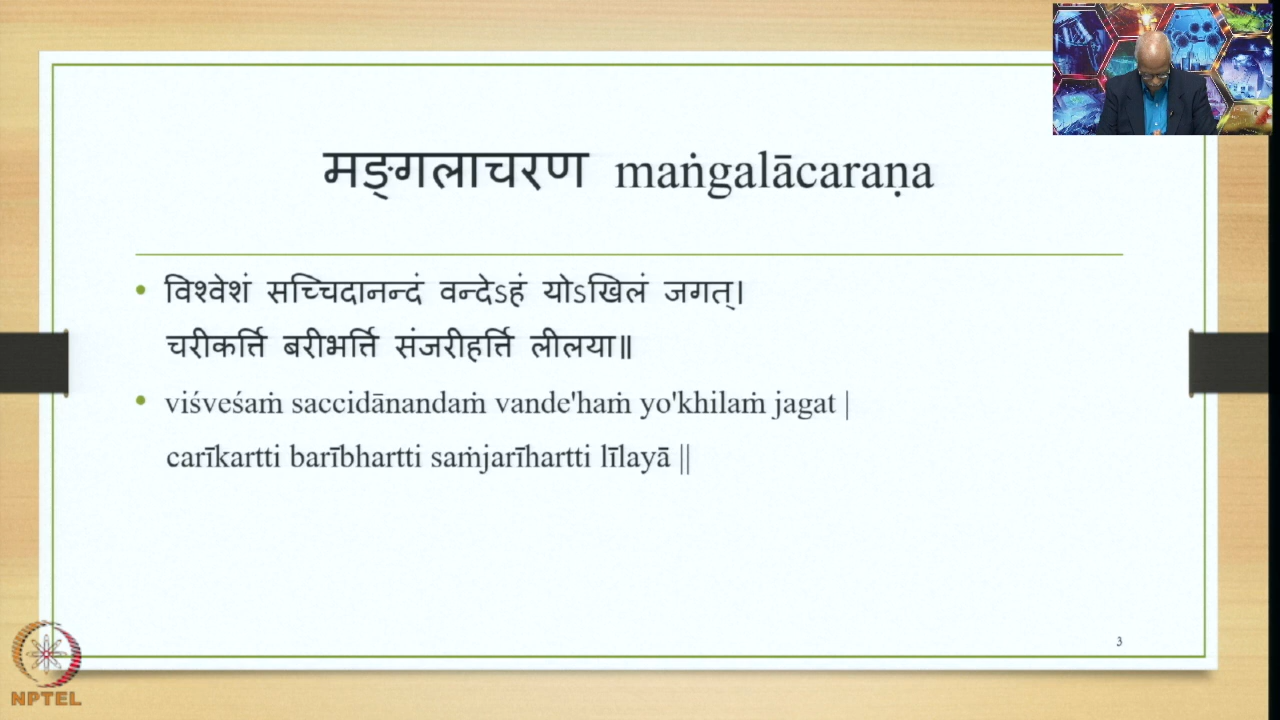 मङ्गलाचरण maṅgalācaraṇa
• विश्वेशं सच्चिदानन्दं वन्देऽहं योऽखिलं जगत्।
चरीकर्त्ति बरीभर्त्ति संजरीहर्त्ति लीलया॥
• viśveśaṁ saccidānandaṁ vande'haṁ yo'khilaṁ jagat |
carīkartti barībhartti saṁjarīhartti līlayā ||
3
NPTEL